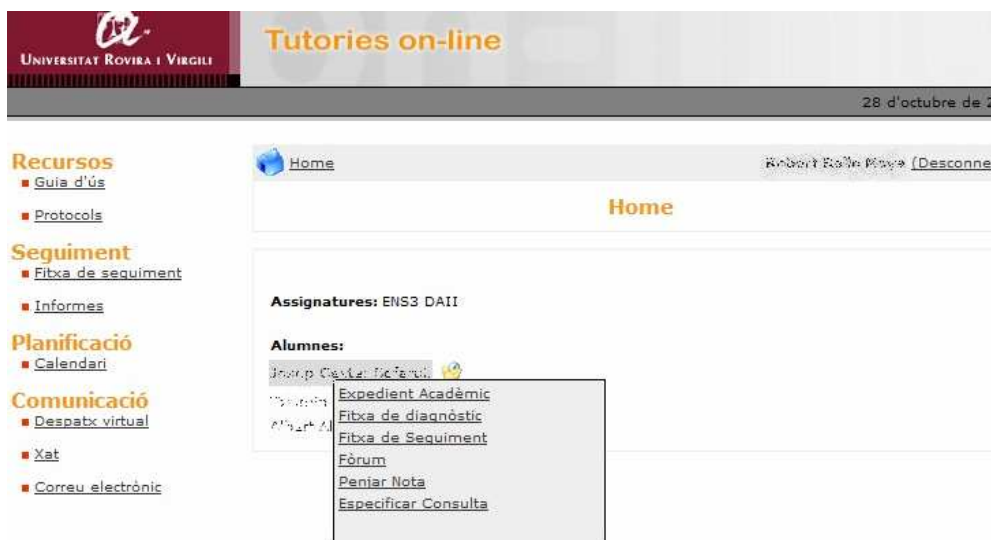 UNIVERSITAT ROVIRA I VIRGILI
Tutories on-line
28 d'octubre de
Recursos
Guia d'ús
Protocols
Seguiment
Fitxa de seguiment
Informes
Planificació
Calendari
Comunicació
Despatx virtual
Xat
Correu electrònic
Home
(Desconne
Home
Assignatures: ENS3 DAII
Alumnes:
Expedient Acadèmic
Fitxa de diagnòstic
Fitxa de Seguiment
Fòrum
Penjar Nota
Especificar Consulta